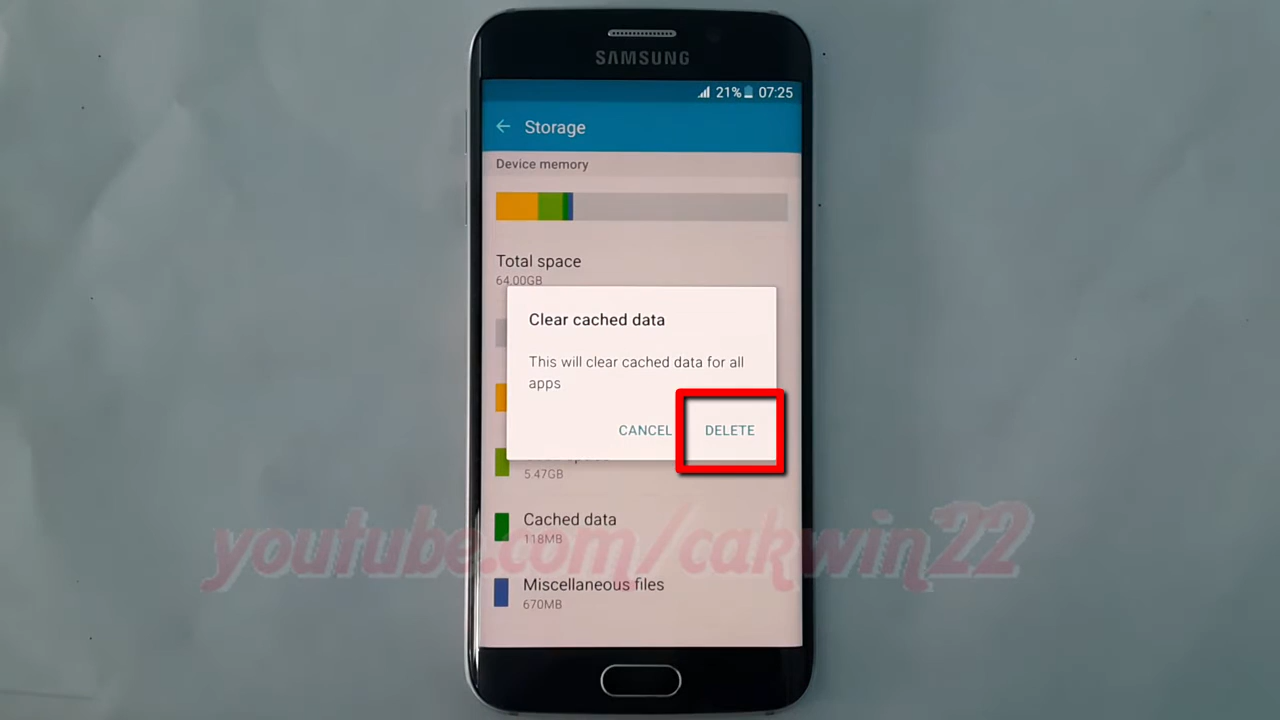 SAMSUNG
21% 07:25
Storage
Device memory
Total space
64.00GB
Clear cached data
This will clear cached data for all
apps
CANCEL DELETE
5.47GB
Cached data
118MB
youtube.com/cakwin22
Miscellaneous files
670MB